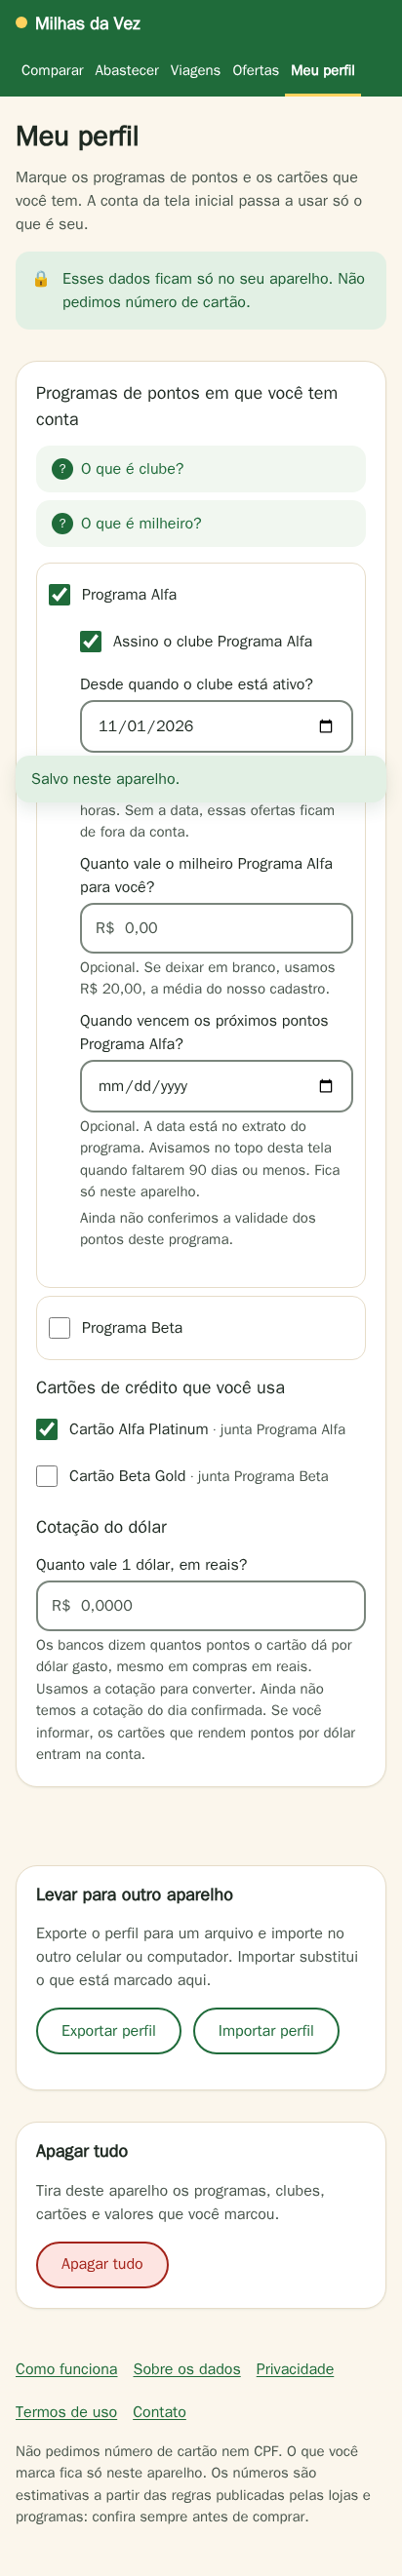 Milhas da Vez
Comparar Abastecer Viagens Ofertas Meu perfil
Meu perfil
Marque os programas de pontos e os cartões que
você tem. A conta da tela inicial passa a usar só o
que é seu.
Esses dados ficam só no seu aparelho. Não
pedimos número de cartão.
Programas de pontos em que você tem
conta
? O que é clube?
? O que é milheiro?
Programa Alfa
Assino o clube Programa Alfa
Desde quando o clube está ativo?
11/01/2026
Salvo neste aparelho.
horas. Sem a data, essas ofertas ficam
de fora da conta.
Quanto vale o milheiro Programa Alfa
para você?
R$ 0,00
Opcional. Se deixar em branco, usamos
R$ 20,00, a média do nosso cadastro.
Quando vencem os próximos pontos
Programa Alfa?
mm/dd/yyyy
Opcional. A data está no extrato do
programa. Avisamos no topo desta tela
quando faltarem 90 dias ou menos. Fica
só neste aparelho.
Ainda não conferimos a validade dos
pontos deste programa.
Programa Beta
Cartões de crédito que você usa
Cartão Alfa Platinum · junta Programa Alfa
Cartão Beta Gold · junta Programa Beta
Cotação do dólar
Quanto vale 1 dólar, em reais?
R$ 0,0000
Os bancos dizem quantos pontos o cartão dá por
dólar gasto, mesmo em compras em reais.
Usamos a cotação para converter. Ainda não
temos a cotação do dia confirmada. Se você
informar, os cartões que rendem pontos por dólar
entram na conta.
Levar para outro aparelho
Exporte o perfil para um arquivo e importe no
outro celular ou computador. Importar substitui
o que está marcado aqui.
Exportar perfil Importar perfil
Apagar tudo
Tira deste aparelho os programas, clubes,
cartões e valores que você marcou.
Apagar tudo
Como funciona Sobre os dados Privacidade
Termos de uso Contato
Não pedimos número de cartão nem CPF. O que você
marca fica só neste aparelho. Os números são
estimativas a partir das regras publicadas pelas lojas e
programas: confira sempre antes de comprar.